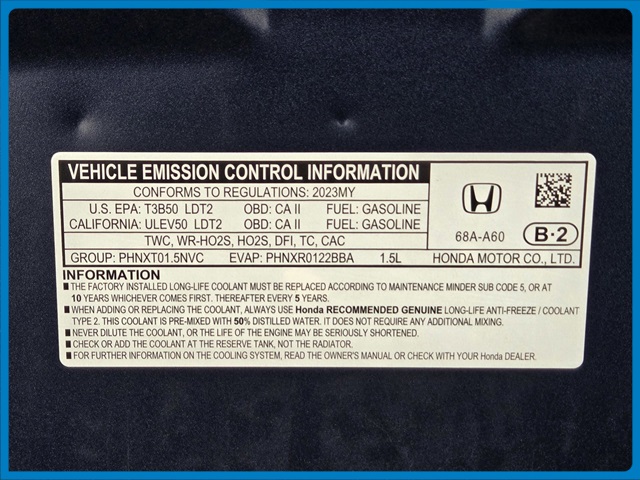 VEHICLE EMISSION CONTROL INFORMATION
CONFORMS TO REGULATIONS: 2023MY
U.S. EPA: T3B50 LDT2 OBD: CA II FUEL: GASOLINE
CALIFORNIA: ULEV50 LDT2 OBD: CA II FUEL: GASOLINE
TWC, WR-HO2S, HO2S, DFI, TC, CAC
GROUP: PHNXT01.5NVC EVAP: PHNXR0122BBA 1.5L
68A-A60 B·2
HONDA MOTOR CO., LTD.
INFORMATION
■ THE FACTORY INSTALLED LONG-LIFE COOLANT MUST BE REPLACED ACCORDING TO MAINTENANCE MINDER SUB CODE 5, OR AT
10 YEARS WHICHEVER COMES FIRST. THEREAFTER EVERY 5 YEARS.
■ WHEN ADDING OR REPLACING THE COOLANT, ALWAYS USE Honda RECOMMENDED GENUINE LONG-LIFE ANTI-FREEZE / COOLANT
TYPE 2. THIS COOLANT IS PRE-MIXED WITH 50% DISTILLED WATER. IT DOES NOT REQUIRE ANY ADDITIONAL MIXING.
■ NEVER DILUTE THE COOLANT, OR THE LIFE OF THE ENGINE MAY BE SERIOUSLY SHORTENED.
■ CHECK OR ADD THE COOLANT AT THE RESERVE TANK, NOT THE RADIATOR.
■ FOR FURTHER INFORMATION ON THE COOLING SYSTEM, READ THE OWNER'S MANUAL OR CHECK WITH YOUR Honda DEALER.